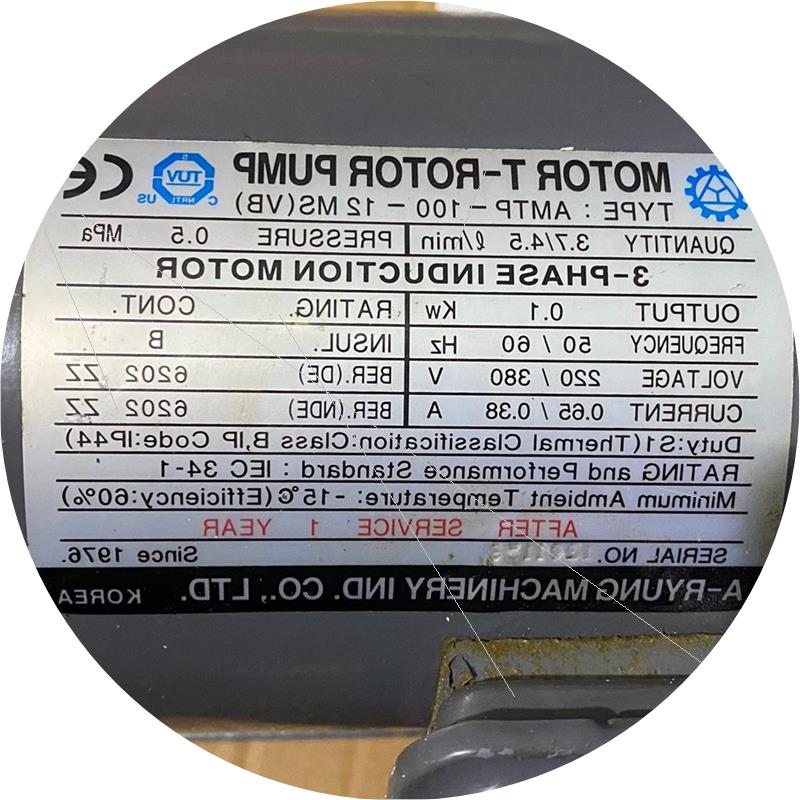 MOTOR T-ROTOR PUMP S TUV C NRTL US CE
TYPE : AMTP - 100 - 12 MS(VB)
QUANTITY 3.7/4.5 ℓ/min PRESSURE 0.5 MPa
3-PHASE INDUCTION MOTOR
OUTPUT 0.1 Kw RATING. CONT.
FREQUENCY 50 / 60 Hz INSUL. B
VOLTAGE 220 / 380 V BER.(DE) 6202 ZZ
CURRENT 0.65 / 0.38 A BER.(NDE) 6202 ZZ
Duty:S1(Thermal Classification:Class B,IP Code:IP44)
RATING and Performance Standard : IEC 34-1
Minimum Ambient Temperature: -15℃(Efficiency:60%)
AFTER SERVICE 1 YEAR
SERIAL NO. Since 1976.
A-RYUNG MACHINERY IND. CO., LTD. KOREA